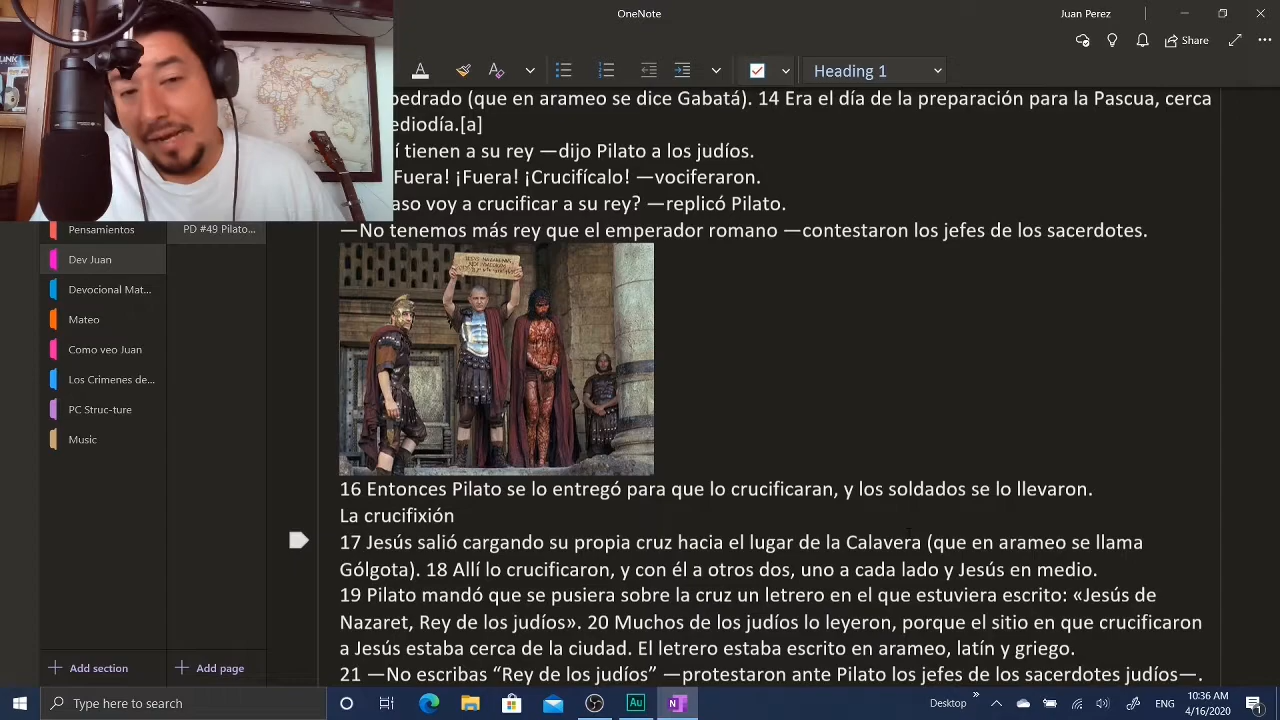 OneNote
Juan Perez
Share
Heading 1
pedrado (que en arameo se dice Gabatá). 14 Era el día de la preparación para la Pascua, cerca
ediodía.[a]
í tienen a su rey —dijo Pilato a los judíos.
Fuera! ¡Fuera! ¡Crucifícalo! —vociferaron.
aso voy a crucificar a su rey? —replicó Pilato.
—No tenemos más rey que el emperador romano —contestaron los jefes de los sacerdotes.
Pensamientos
Dev Juan
Devocional Mat...
Mateo
Como veo Juan
Los Crimenes de...
PC Struc-ture
Music
PD #49 Pilato...
16 Entonces Pilato se lo entregó para que lo crucificaran, y los soldados se lo llevaron.
La crucifixión
17 Jesús salió cargando su propia cruz hacia el lugar de la Calavera (que en arameo se llama
Gólgota). 18 Allí lo crucificaron, y con él a otros dos, uno a cada lado y Jesús en medio.
19 Pilato mandó que se pusiera sobre la cruz un letrero en el que estuviera escrito: «Jesús de
Nazaret, Rey de los judíos». 20 Muchos de los judíos lo leyeron, porque el sitio en que crucificaron
a Jesús estaba cerca de la ciudad. El letrero estaba escrito en arameo, latín y griego.
21 —No escribas “Rey de los judíos” —protestaron ante Pilato los jefes de los sacerdotes judíos—.
Add section
Add page
Type here to search
Au
Desktop
ENG
10:36 AM
4/16/2020